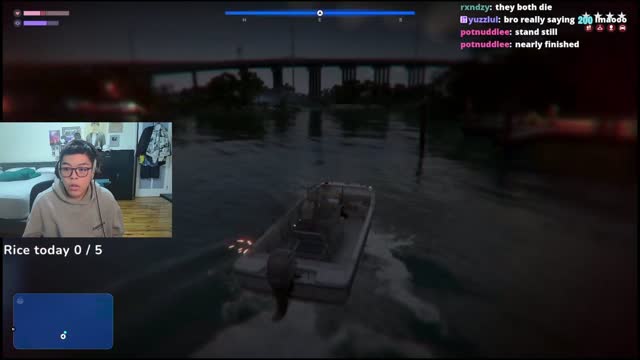 rxndzy: they both die
yuzzlul: bro really saying 200 lmaooo
potnuddlee: stand still
potnuddlee: nearly finished
Rice today 0 / 5